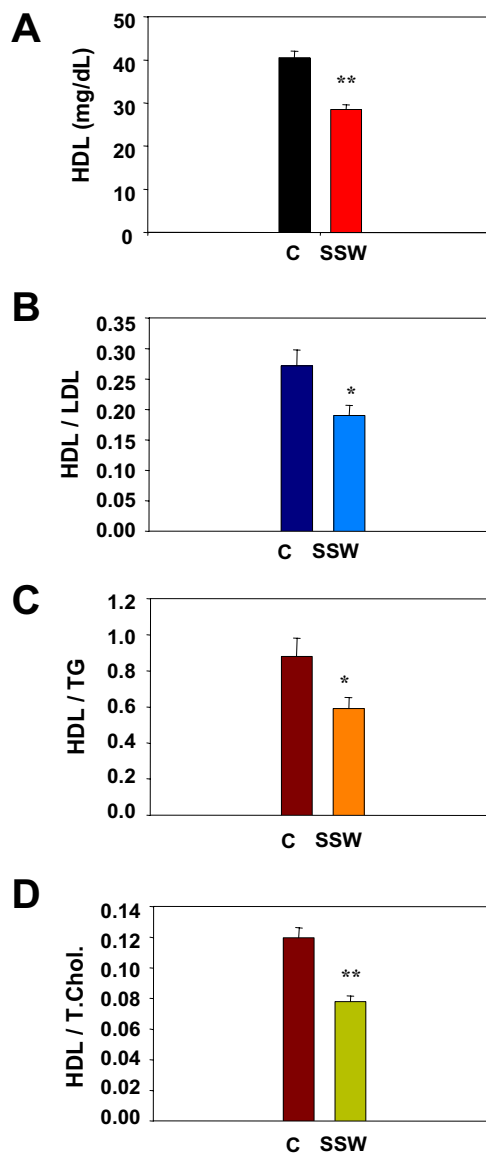 A
HDL (mg/dL)
50
40
30
20
10
0
**
C SSW
B
HDL / LDL
0.35
0.30
0.25
0.20
0.15
0.10
0.05
0.00
*
C SSW
C
HDL / TG
1.2
1.0
0.8
0.6
0.4
0.2
0.0
*
C SSW
D
HDL / T.Chol.
0.14
0.12
0.10
0.08
0.06
0.04
0.02
0.00
**
C SSW